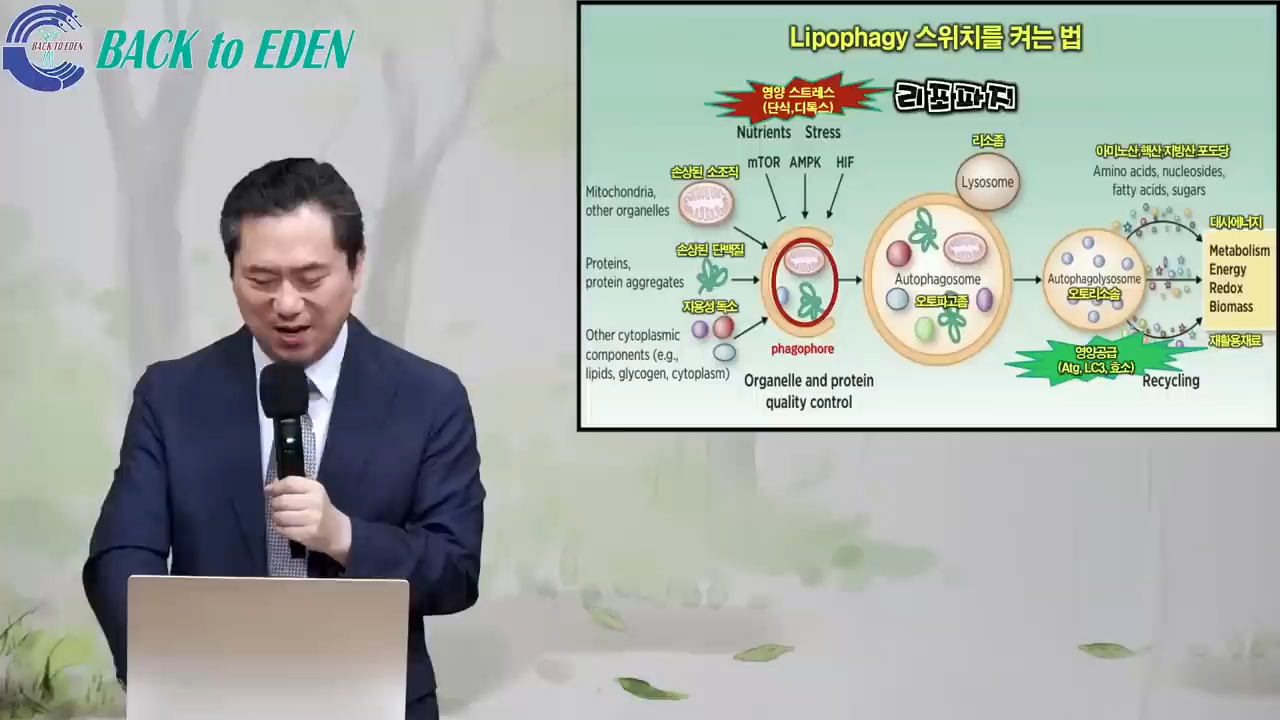 BACK TO EDEN
BACK to EDEN
Lipophagy 스위치를 켜는 법
영양 스트레스
(단식,디톡스)
리포파지
Nutrients Stress
mTOR AMPK HIF
손상된 소조직
Mitochondria,
other organelles
손상된 단백질
Proteins,
protein aggregates
지용성 독소
Other cytoplasmic
components (e.g.,
lipids, glycogen, cytoplasm)
phagophore
Organelle and protein
quality control
리소좀
Lysosome
Autophagosome
오토파고좀
아미노산,핵산,지방산,포도당
Amino acids, nucleosides,
fatty acids, sugars
Autophagolysosome
오토리소솜
대사에너지
Metabolism
Energy
Redox
Biomass
재활용재료
영양공급
(Atg, LC3, 효소)
Recycling